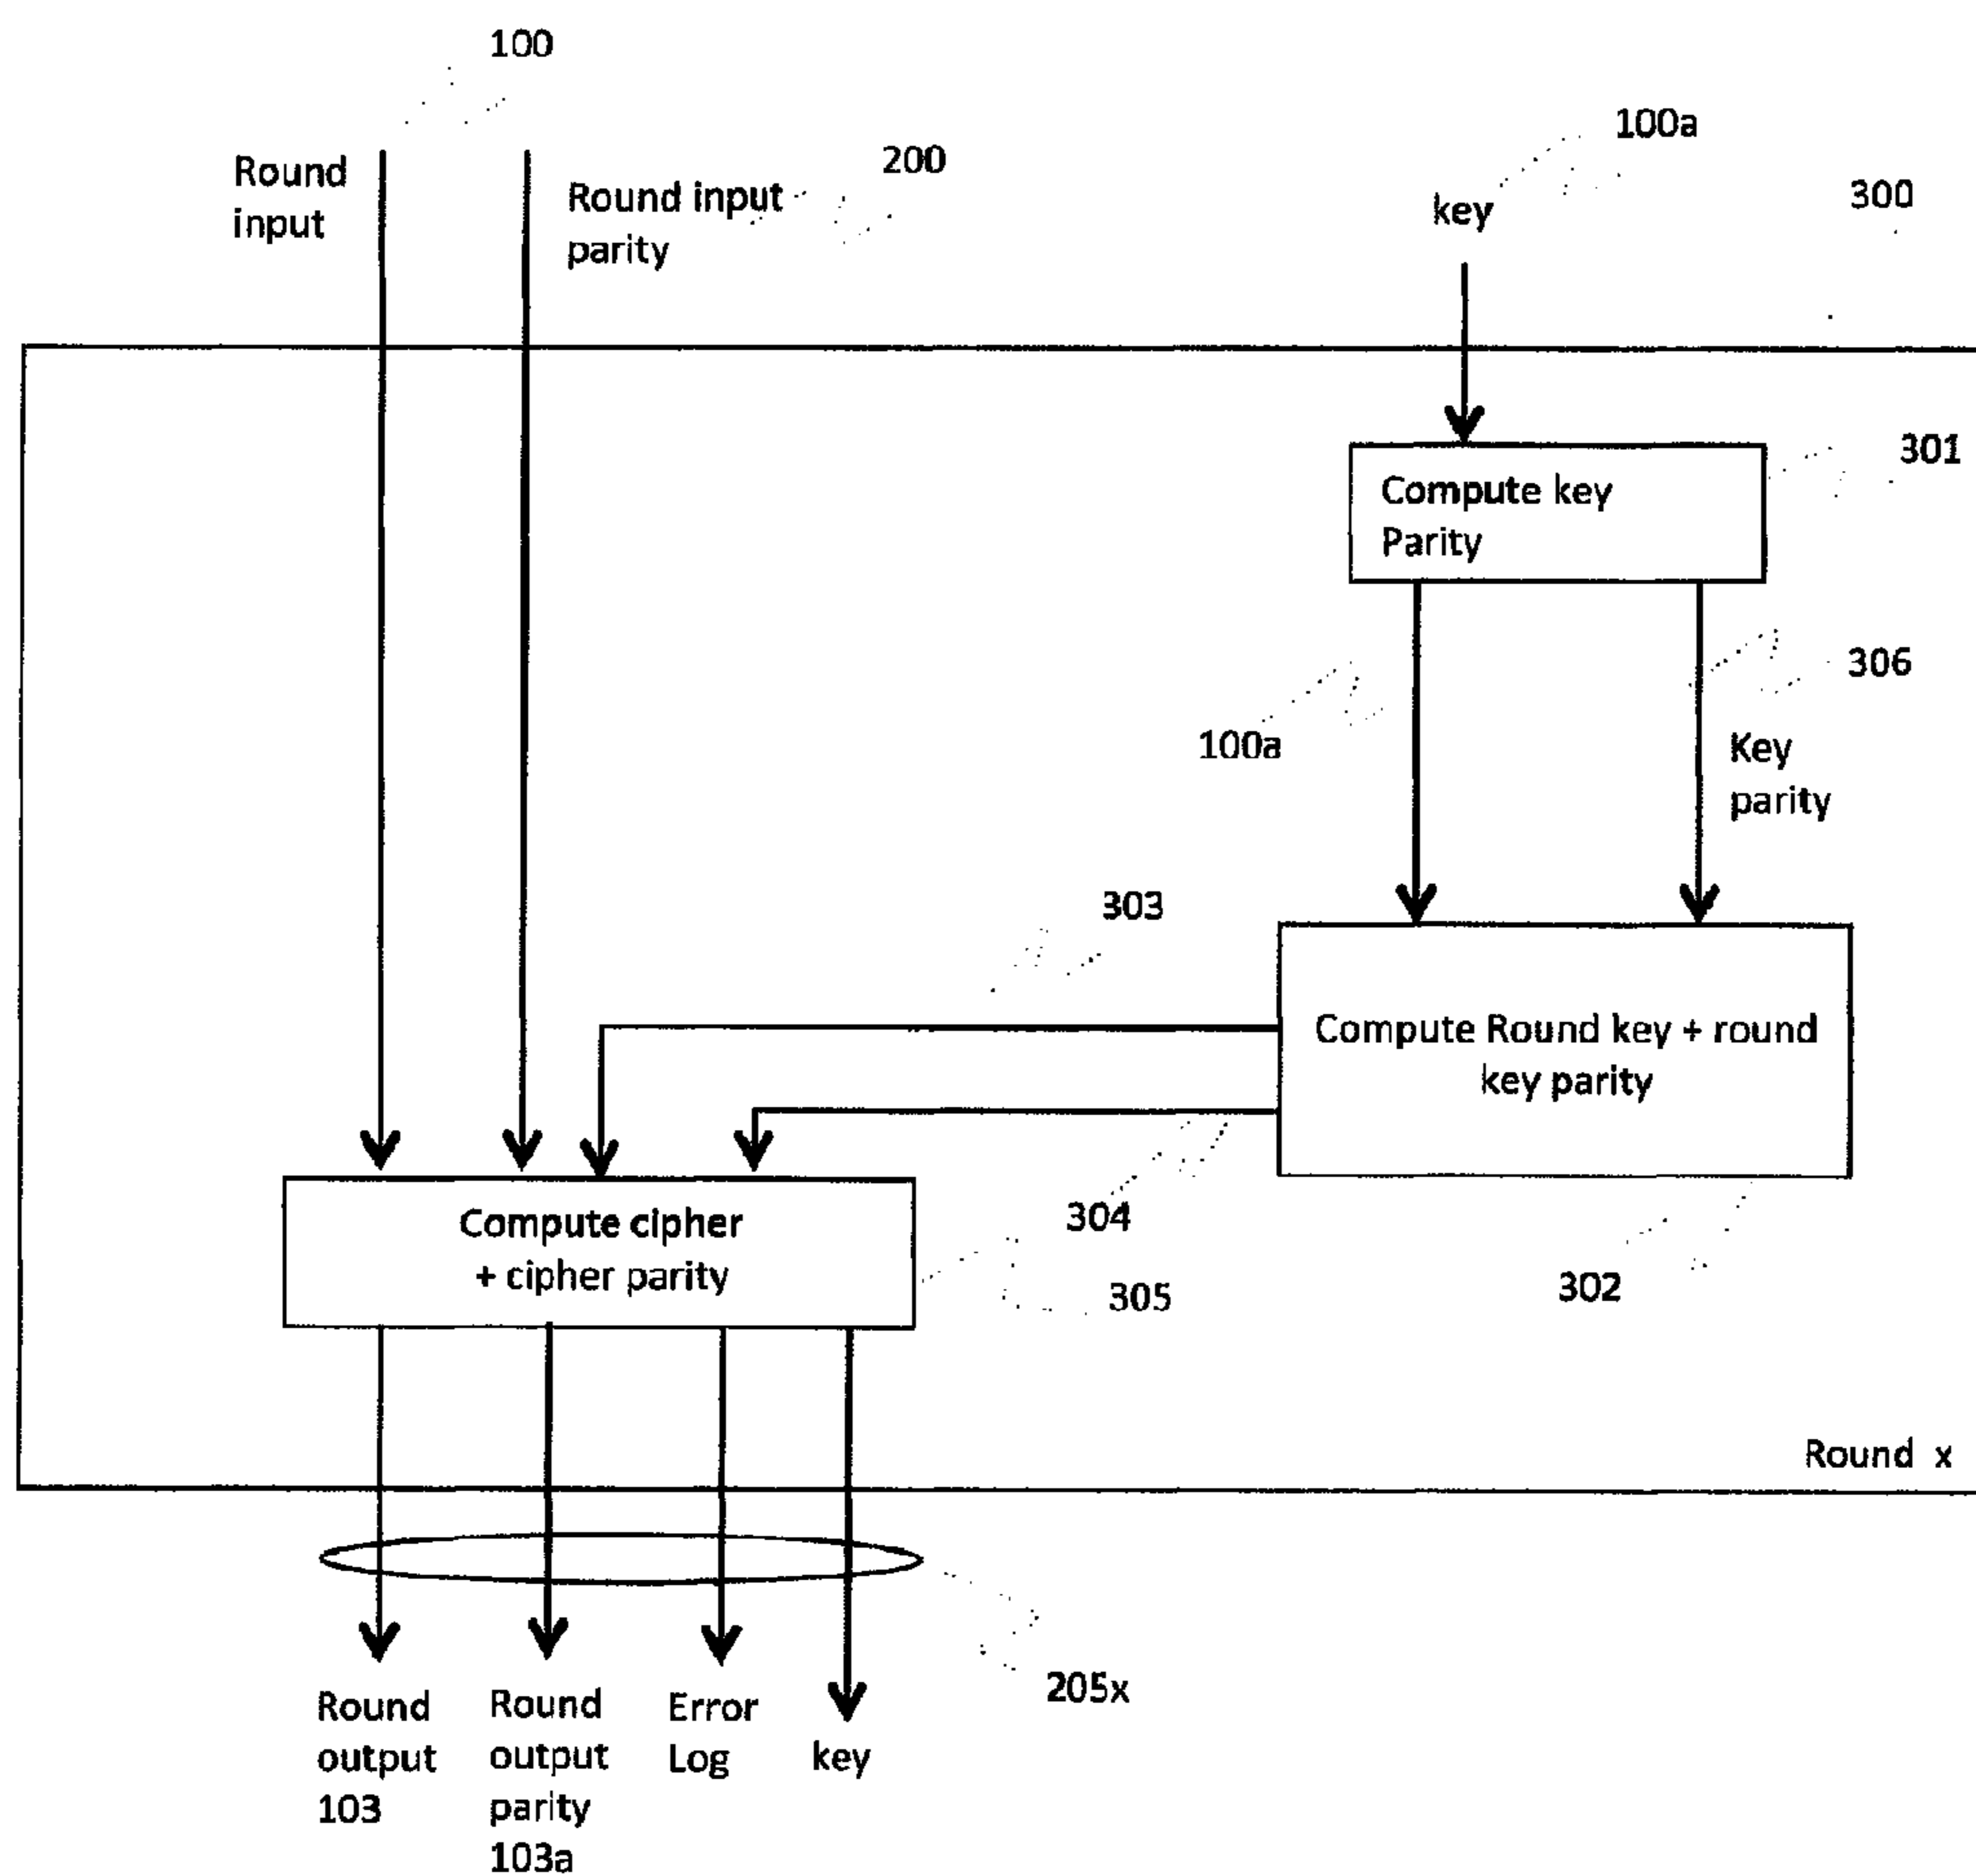 100
100a
200
300
Round
input
Round input
parity
key
301
Compute key
Parity
306
100a
Key
parity
303
Compute Round key + round
key parity
304
Compute cipher
+ cipher parity
305
302
Round x
205x
Round
output
103
Round
output
parity
103a
Error
Log
key